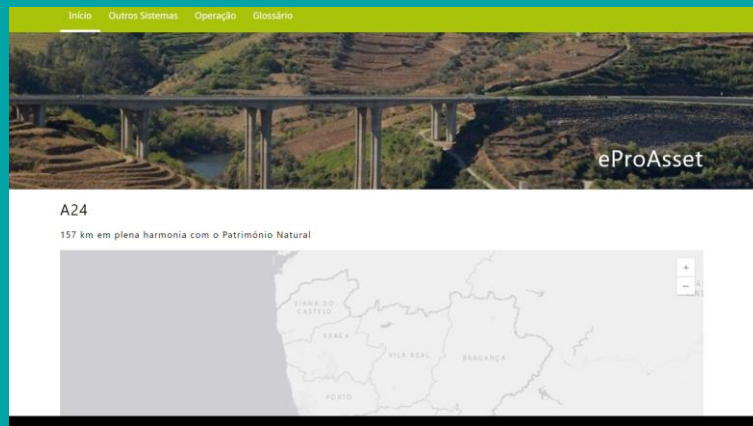 Início Outros Sistemas Operação Glossário
eProAsset
A24
157 km em plena harmonia com o Património Natural
+
−
VIANA DO
CASTELO
BRAGA
VILA REAL
BRAGANÇA
PORTO